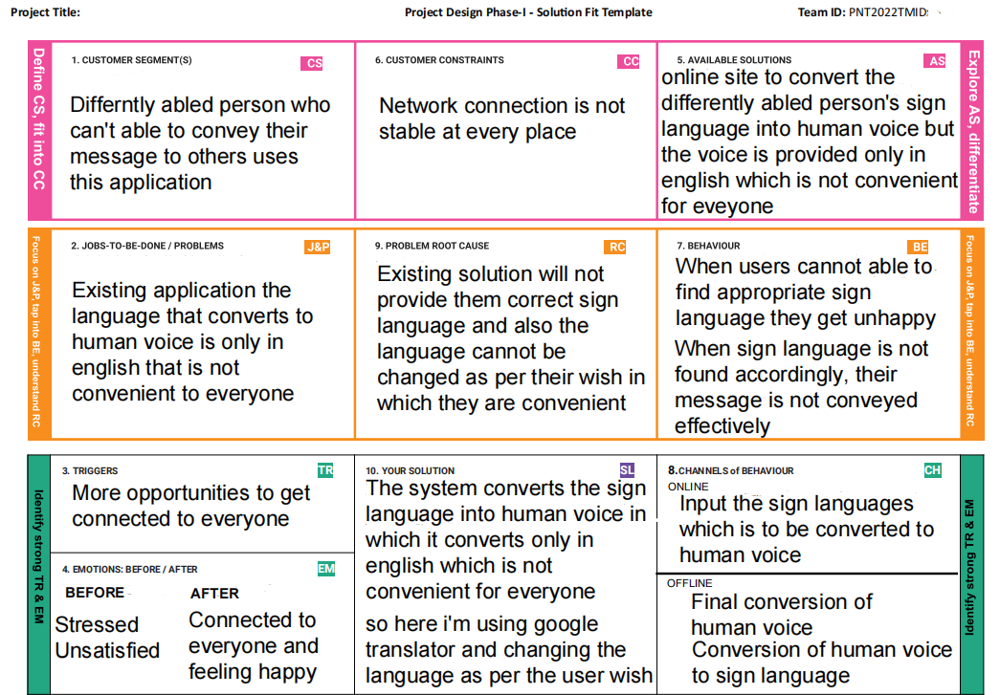 Project Title:
Project Design Phase-I - Solution Fit Template
Team ID: PNT2022TMID
Define CS, fit into CC
1. CUSTOMER SEGMENT(S)
CS
Differntly abled person who
can't able to convey their
message to others uses
this application
6. CUSTOMER CONSTRAINTS
CC
Network connection is not
stable at every place
5. AVAILABLE SOLUTIONS
AS
online site to convert the
differently abled person's sign
language into human voice but
the voice is provided only in
english which is not convenient
for eveyone
Explore AS, differentiate
Focus on J&P, tap into BE, understand RC
2. JOBS-TO-BE-DONE / PROBLEMS
J&P
Existing application the
language that converts to
human voice is only in
english that is not
convenient to everyone
9. PROBLEM ROOT CAUSE
RC
Existing solution will not
provide them correct sign
language and also the
language cannot be
changed as per their wish in
which they are convenient
7. BEHAVIOUR
BE
When users cannot able to
find appropriate sign
language they get unhappy
When sign language is not
found accordingly, their
message is not conveyed
effectively
Focus on J&P, tap into BE, understand RC
Identify strong TR & EM
3. TRIGGERS
TR
More opportunities to get
connected to everyone
4. EMOTIONS: BEFORE / AFTER
EM
BEFORE
Stressed
Unsatisfied
AFTER
Connected to
everyone and
feeling happy
10. YOUR SOLUTION
SL
The system converts the sign
language into human voice in
which it converts only in
english which is not
convenient for everyone
so here i'm using google
translator and changing the
language as per the user wish
8.CHANNELS of BEHAVIOUR
CH
ONLINE
Input the sign languages
which is to be converted to
human voice
OFFLINE
Final conversion of
human voice
Conversion of human voice
to sign language
Identify strong TR & EM